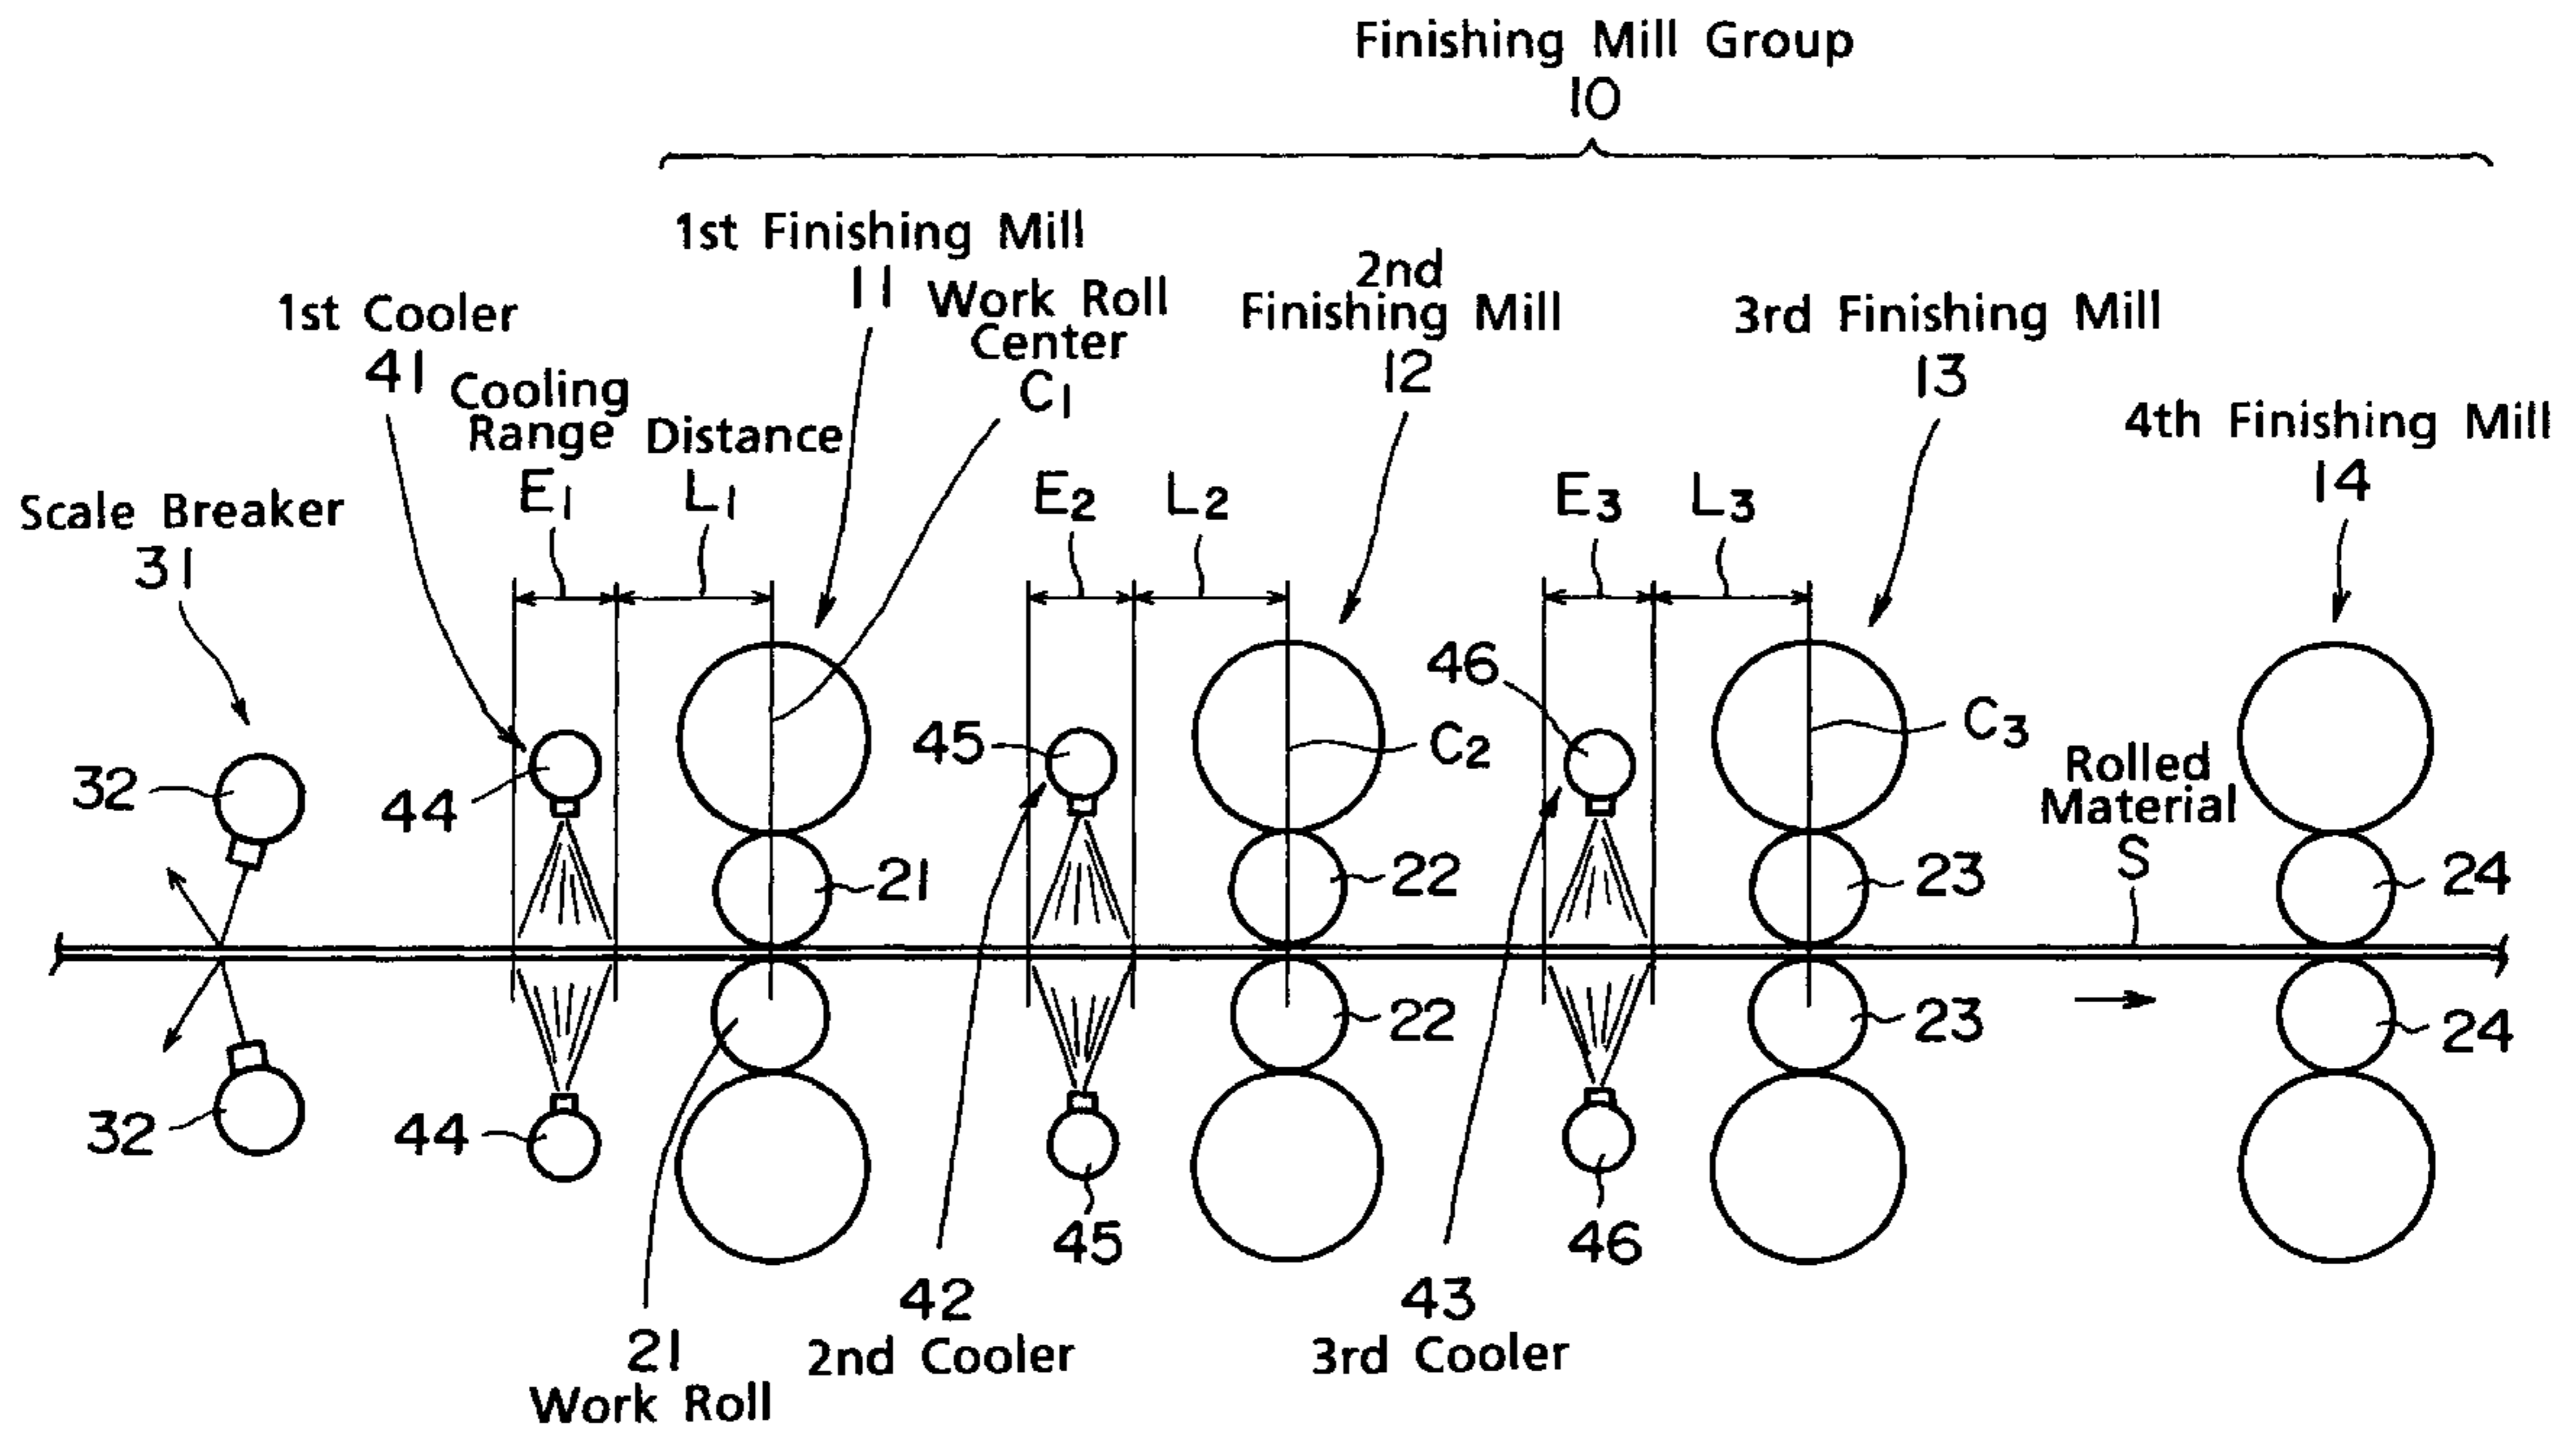 Finishing Mill Group
10
1st Finishing Mill
11
2nd
Finishing Mill
12
Work Roll
Center
C1
1st Cooler
41
3rd Finishing Mill
13
Cooling
Range
E1
Distance
L1
4th Finishing Mill
14
E2
L2
E3
L3
Scale Breaker
31
46
45
C2
C3
Rolled
Material
S
32
44
21
22
23
24
22
23
24
32
44
45
46
42
2nd Cooler
43
3rd Cooler
21
Work Roll